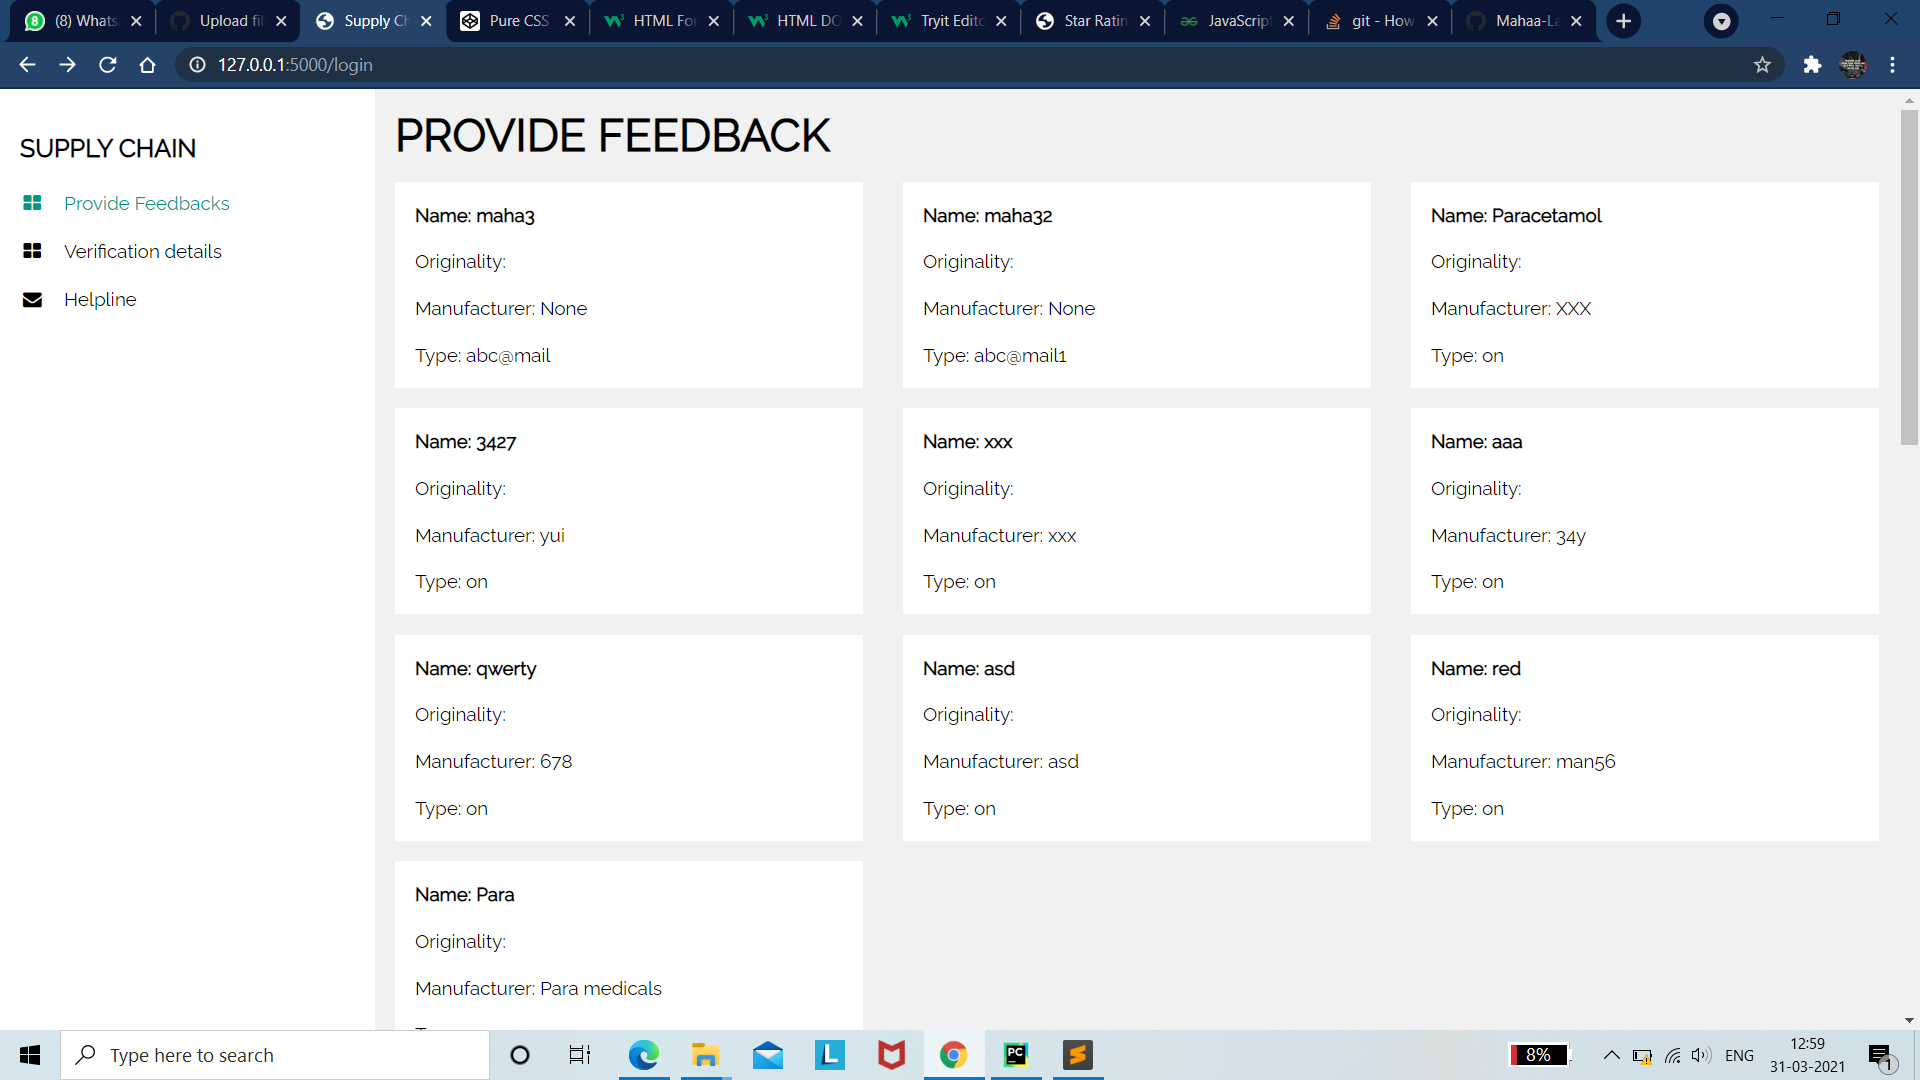 (8) Whats
Upload fil
Supply Ch
Pure CSS
HTML For
HTML DO
Tryit Edito
Star Ratin
JavaScript
git - How
Mahaa-La
127.0.0.1:5000/login
SUPPLY CHAIN
Provide Feedbacks
Verification details
Helpline
PROVIDE FEEDBACK
Name: maha3
Originality:
Manufacturer: None
Type: abc@mail
Name: maha32
Originality:
Manufacturer: None
Type: abc@mail1
Name: Paracetamol
Originality:
Manufacturer: XXX
Type: on
Name: 3427
Originality:
Manufacturer: yui
Type: on
Name: xxx
Originality:
Manufacturer: xxx
Type: on
Name: aaa
Originality:
Manufacturer: 34y
Type: on
Name: qwerty
Originality:
Manufacturer: 678
Type: on
Name: asd
Originality:
Manufacturer: asd
Type: on
Name: red
Originality:
Manufacturer: man56
Type: on
Name: Para
Originality:
Manufacturer: Para medicals
Type here to search
L
PC
8%
ENG
12:59
31-03-2021
1